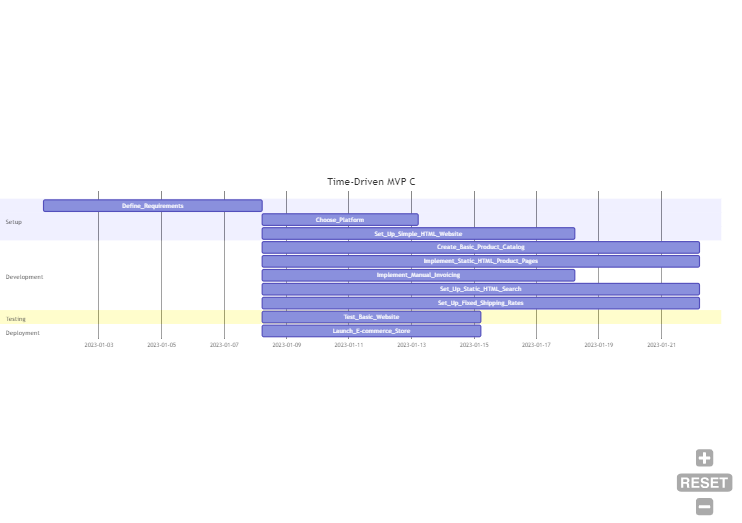 Time-Driven MVP C
Define_Requirements
Setup
Choose_Platform
Set_Up_Simple_HTML_Website
Create_Basic_Product_Catalog
Implement_Static_HTML_Product_Pages
Development
Implement_Manual_Invoicing
Set_Up_Static_HTML_Search
Set_Up_Fixed_Shipping_Rates
Testing
Test_Basic_Website
Deployment
Launch_E-commerce_Store
2023-01-03 2023-01-05 2023-01-07 2023-01-09 2023-01-11 2023-01-13 2023-01-15 2023-01-17 2023-01-19 2023-01-21
RESET